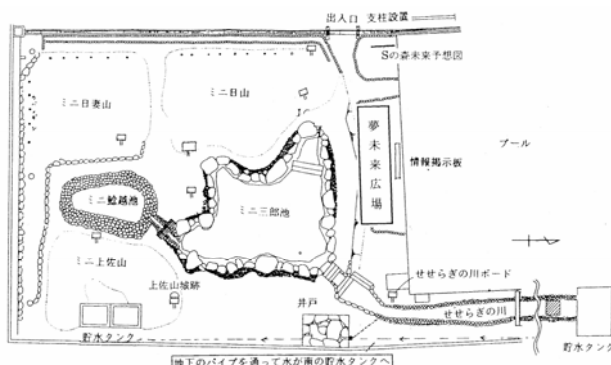 出入口 支柱設置
Sの森未来予想図
ミニ日妻山
ミニ日山
夢未来広場
情報掲示板
プール
ミニ鯰越池
ミニ三郎池
ミニ上佐山
上佐山城跡
せせらぎの川ボード
せせらぎの川
井戸
貯水タンク
貯水タンク
地下のパイプを通って水が南の貯水タンクへ